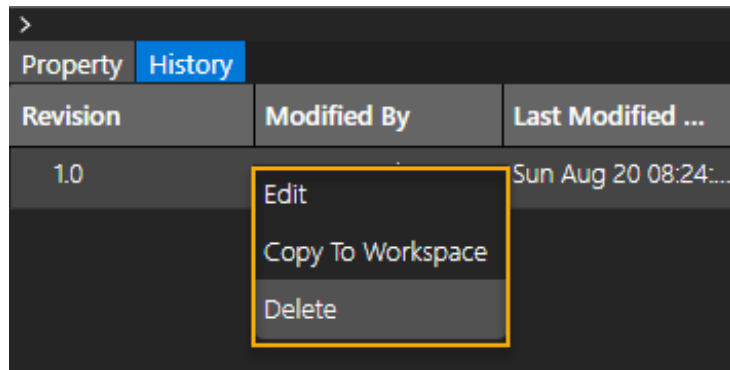 >
Property History
Revision Modified By Last Modified ...
1.0 Sun Aug 20 08:24:...
Edit
Copy To Workspace
Delete